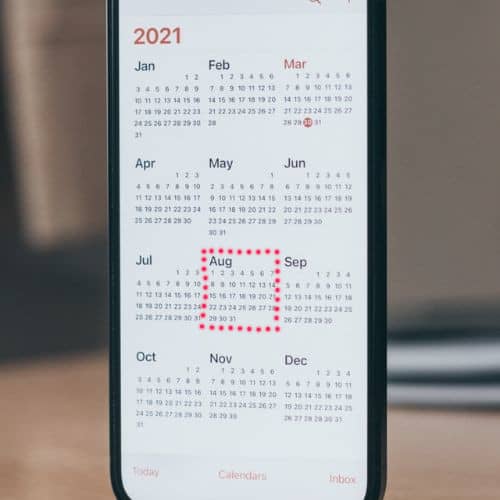 2021
Jan
1 2
3 4 5 6 7 8 9
10 11 12 13 14 15 16
17 18 19 20 21 22 23
24 25 26 27 28 29 30
31
Feb
1 2 3 4 5 6
7 8 9 10 11 12 13
14 15 16 17 18 19 20
21 22 23 24 25 26 27
28
Mar
1 2 3 4 5 6
7 8 9 10 11 12 13
14 15 16 17 18 19 20
21 22 23 24 25 26 27
28 29 30 31
Apr
1 2 3
4 5 6 7 8 9 10
11 12 13 14 15 16 17
18 19 20 21 22 23 24
25 26 27 28 29 30
May
1
2 3 4 5 6 7 8
9 10 11 12 13 14 15
16 17 18 19 20 21 22
23 24 25 26 27 28 29
30 31
Jun
1 2 3 4 5
6 7 8 9 10 11 12
13 14 15 16 17 18 19
20 21 22 23 24 25 26
27 28 29 30
Jul
1 2 3
4 5 6 7 8 9 10
11 12 13 14 15 16 17
18 19 20 21 22 23 24
25 26 27 28 29 30 31
Aug
1 2 3 4 5 6 7
8 9 10 11 12 13 14
15 16 17 18 19 20 21
22 23 24 25 26 27 28
29 30 31
Sep
1 2 3 4
5 6 7 8 9 10 11
12 13 14 15 16 17 18
19 20 21 22 23 24 25
26 27 28 29 30
Oct
1 2
3 4 5 6 7 8 9
10 11 12 13 14 15 16
17 18 19 20 21 22 23
24 25 26 27 28 29 30
31
Nov
1 2 3 4 5 6
7 8 9 10 11 12 13
14 15 16 17 18 19 20
21 22 23 24 25 26 27
28 29 30
Dec
1 2 3 4
5 6 7 8 9 10 11
12 13 14 15 16 17 18
19 20 21 22 23 24 25
26 27 28 29 30 31
Today Calendars Inbox